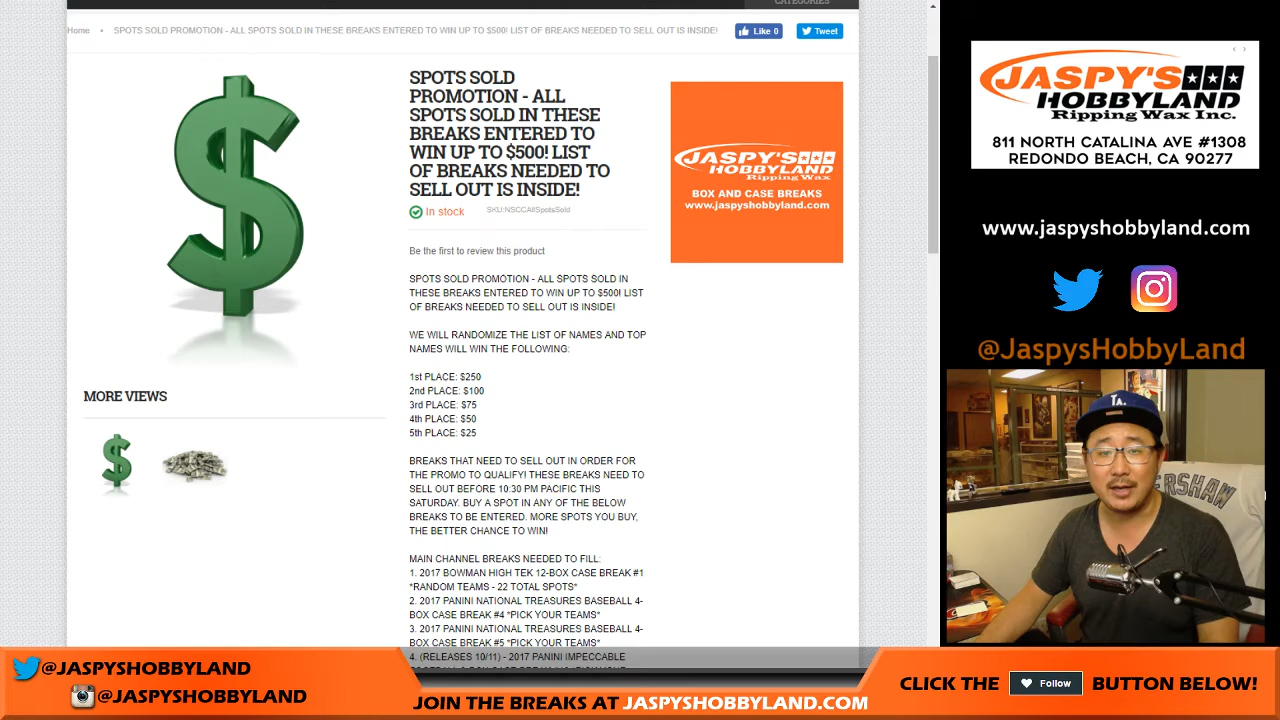 CATEGORIES
Home • SPOTS SOLD PROMOTION - ALL SPOTS SOLD IN THESE BREAKS ENTERED TO WIN UP TO $500! LIST OF BREAKS NEEDED TO SELL OUT IS INSIDE!
Like 0
Tweet
SPOTS SOLD
PROMOTION - ALL
SPOTS SOLD IN THESE
BREAKS ENTERED TO
WIN UP TO $500! LIST
OF BREAKS NEEDED TO
SELL OUT IS INSIDE!
In stock
SKU:NSCCAllSpotsSold
Be the first to review this product
SPOTS SOLD PROMOTION - ALL SPOTS SOLD IN
THESE BREAKS ENTERED TO WIN UP TO $500! LIST
OF BREAKS NEEDED TO SELL OUT IS INSIDE!
WE WILL RANDOMIZE THE LIST OF NAMES AND TOP
NAMES WILL WIN THE FOLLOWING:
1st PLACE: $250
2nd PLACE: $100
3rd PLACE: $75
4th PLACE: $50
5th PLACE: $25
BREAKS THAT NEED TO SELL OUT IN ORDER FOR
THE PROMO TO QUALIFY! THESE BREAKS NEED TO
SELL OUT BEFORE 10:30 PM PACIFIC THIS
SATURDAY. BUY A SPOT IN ANY OF THE BELOW
BREAKS TO BE ENTERED. MORE SPOTS YOU BUY,
THE BETTER CHANCE TO WIN!
MAIN CHANNEL BREAKS NEEDED TO FILL:
1. 2017 BOWMAN HIGH TEK 12-BOX CASE BREAK #1
*RANDOM TEAMS - 22 TOTAL SPOTS*
2. 2017 PANINI NATIONAL TREASURES BASEBALL 4-
BOX CASE BREAK #4 *PICK YOUR TEAMS*
3. 2017 PANINI NATIONAL TREASURES BASEBALL 4-
BOX CASE BREAK #5 *PICK YOUR TEAMS*
4. (RELEASES 10/11) - 2017 PANINI IMPECCABLE
MORE VIEWS
JASPY'S
HOBBYLAND
Ripping Wax
BOX AND CASE BREAKS
www.jaspyshobbyland.com
JASPY'S
HOBBYLAND
Ripping Wax Inc.
811 NORTH CATALINA AVE #1308
REDONDO BEACH, CA 90277
www.jaspyshobbyland.com
@JaspysHobbyLand
LA
ERSHAW
@JASPYSHOBBYLAND
@JASPYSHOBBYLAND
JOIN THE BREAKS AT JASPYSHOBBYLAND.COM
CLICK THE Follow BUTTON BELOW!